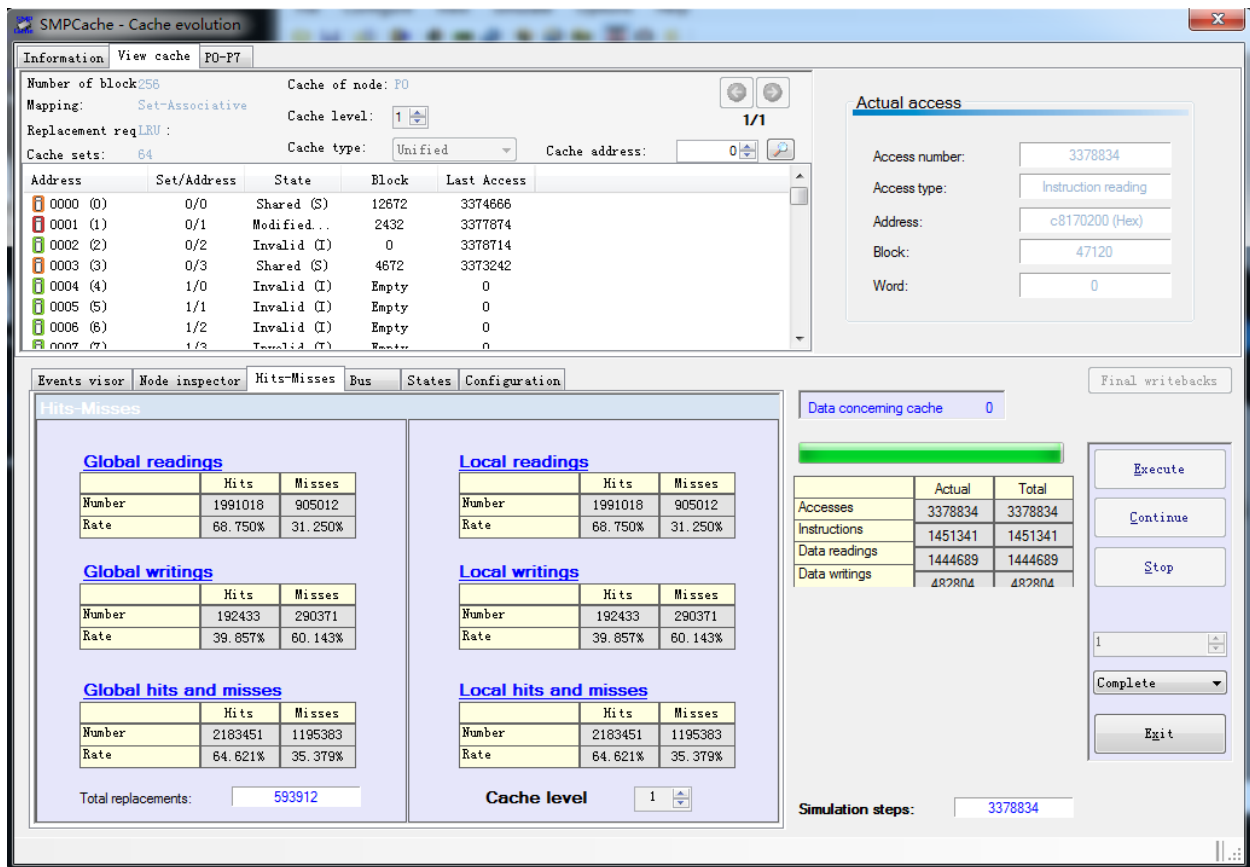 SMPCache - Cache evolution
Information View cache P0-P7
Number of block 256 Cache of node: P0
Mapping: Set-Associative Cache level: 1
1/1
Replacement req LRU :
Cache sets: 64 Cache type: Unified Cache address: 0
Address Set/Address State Block Last Access
0000 (0) 0/0 Shared (S) 12672 3374666
0001 (1) 0/1 Modified... 2432 3377874
0002 (2) 0/2 Invalid (I) 0 3378714
0003 (3) 0/3 Shared (S) 4672 3373242
0004 (4) 1/0 Invalid (I) Empty 0
0005 (5) 1/1 Invalid (I) Empty 0
0006 (6) 1/2 Invalid (I) Empty 0
0007 (7) 1/3 Invalid (I) Empty 0
Actual access
Access number: 3378834
Access type: Instruction reading
Address: c8170200 (Hex)
Block: 47120
Word: 0
Events visor Node inspector Hits-Misses Bus States Configuration
Hits-Misses
Global readings
Hits Misses
Number 1991018 905012
Rate 68.750% 31.250%
Global writings
Hits Misses
Number 192433 290371
Rate 39.857% 60.143%
Global hits and misses
Hits Misses
Number 2183451 1195383
Rate 64.621% 35.379%
Total replacements: 593912
Local readings
Hits Misses
Number 1991018 905012
Rate 68.750% 31.250%
Local writings
Hits Misses
Number 192433 290371
Rate 39.857% 60.143%
Local hits and misses
Hits Misses
Number 2183451 1195383
Rate 64.621% 35.379%
Cache level 1
Data concerning cache 0
Actual Total
Accesses 3378834 3378834
Instructions 1451341 1451341
Data readings 1444689 1444689
Data writings 482804 482804
Simulation steps: 3378834
Final writebacks
Execute
Continue
Stop
1
Complete
Exit